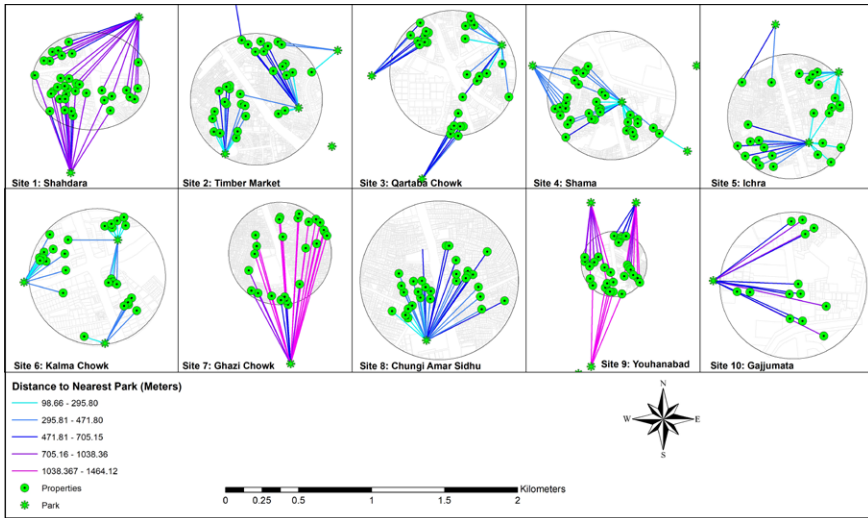 Site 1: Shahdara
Site 2: Timber Market
Site 3: Qartaba Chowk
Site 4: Shama
Site 5: Ichra
Site 6: Kalma Chowk
Site 7: Ghazi Chowk
Site 8: Chungi Amar Sidhu
Site 9: Youhanabad
Site 10: Gajjumata
Distance to Nearest Park (Meters)
98.66 - 295.80
295.81 - 471.80
471.81 - 705.15
705.16 - 1038.36
1038.367 - 1464.12
Properties
Park
N
W E
S
Kilometers
0 0.25 0.5 1 1.5 2